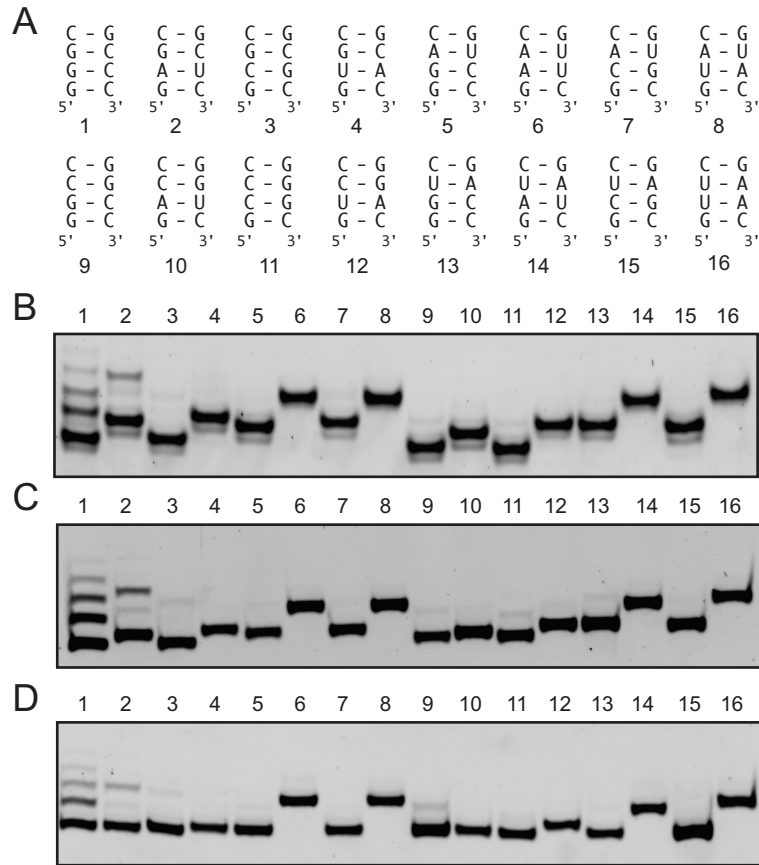 A
C – G C – G C – G C – G C – G C – G C – G C – G
G – C G – C G – C G – C A – U A – U A – U A – U
G – C A – U C – G U – A G – C A – U C – G U – A
G – C G – C G – C G – C G – C G – C G – C G – C
5' 3' 5' 3' 5' 3' 5' 3' 5' 3' 5' 3' 5' 3' 5' 3'
1 2 3 4 5 6 7 8
C – G C – G C – G C – G C – G C – G C – G C – G
C – G C – G C – G C – G U – A U – A U – A U – A
G – C A – U C – G U – A G – C A – U C – G U – A
G – C G – C G – C G – C G – C G – C G – C G – C
5' 3' 5' 3' 5' 3' 5' 3' 5' 3' 5' 3' 5' 3' 5' 3'
9 10 11 12 13 14 15 16
B
1 2 3 4 5 6 7 8 9 10 11 12 13 14 15 16
C
1 2 3 4 5 6 7 8 9 10 11 12 13 14 15 16
D
1 2 3 4 5 6 7 8 9 10 11 12 13 14 15 16